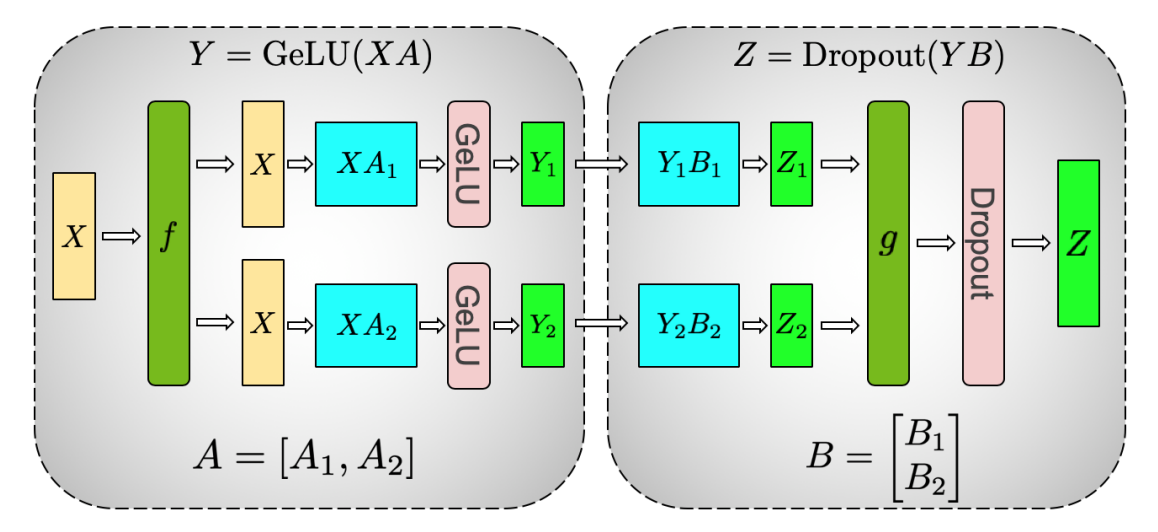 Y = GeLU(XA)
X
f
X
XA₁
GeLU
Y₁
X
XA₂
GeLU
Y₂
A = [A₁, A₂]
Z = Dropout(YB)
Y₁B₁
Z₁
Y₂B₂
Z₂
g
Dropout
Z
B = [B₁
B₂]